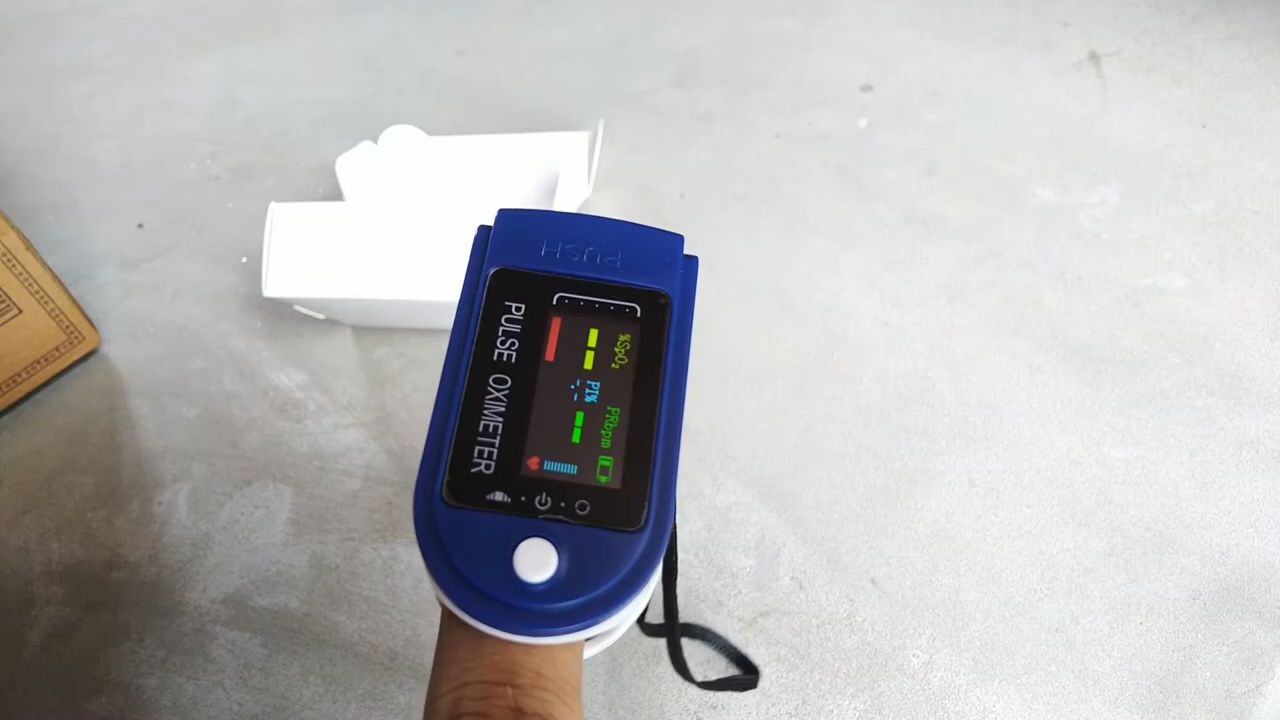 PUSH
PULSE OXIMETER
%SpO₂
PRbpm
PI%
-- -- -.-